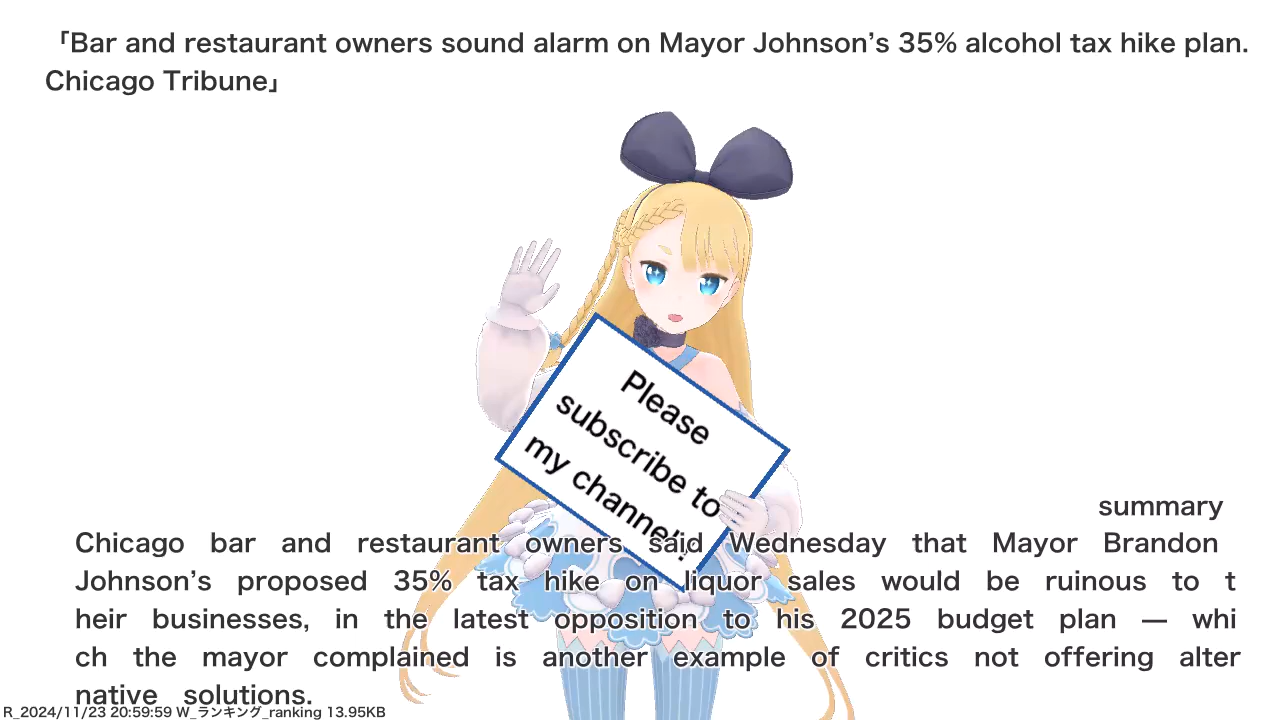 「Bar and restaurant owners sound alarm on Mayor Johnson’s 35% alcohol tax hike plan.
Chicago Tribune」
Please
subscribe to
my channel!
summary
Chicago bar and restaurant owners said Wednesday that Mayor Brandon
Johnson’s proposed 35% tax hike on liquor sales would be ruinous to t
heir businesses, in the latest opposition to his 2025 budget plan — whi
ch the mayor complained is another example of critics not offering alter
native solutions.
R_2024/11/23 20:59:59 W_ランキング_ranking 13.95KB